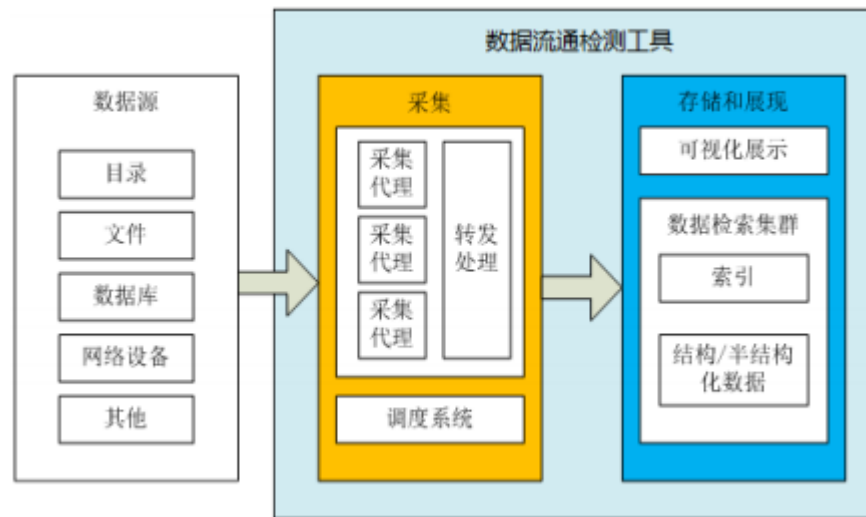 数据流通检测工具
数据源
目录
文件
数据库
网络设备
其他
采集
采集
代理
采集
代理
采集
代理
转发
处理
调度系统
存储和展现
可视化展示
数据检索集群
索引
结构/半结构
化数据